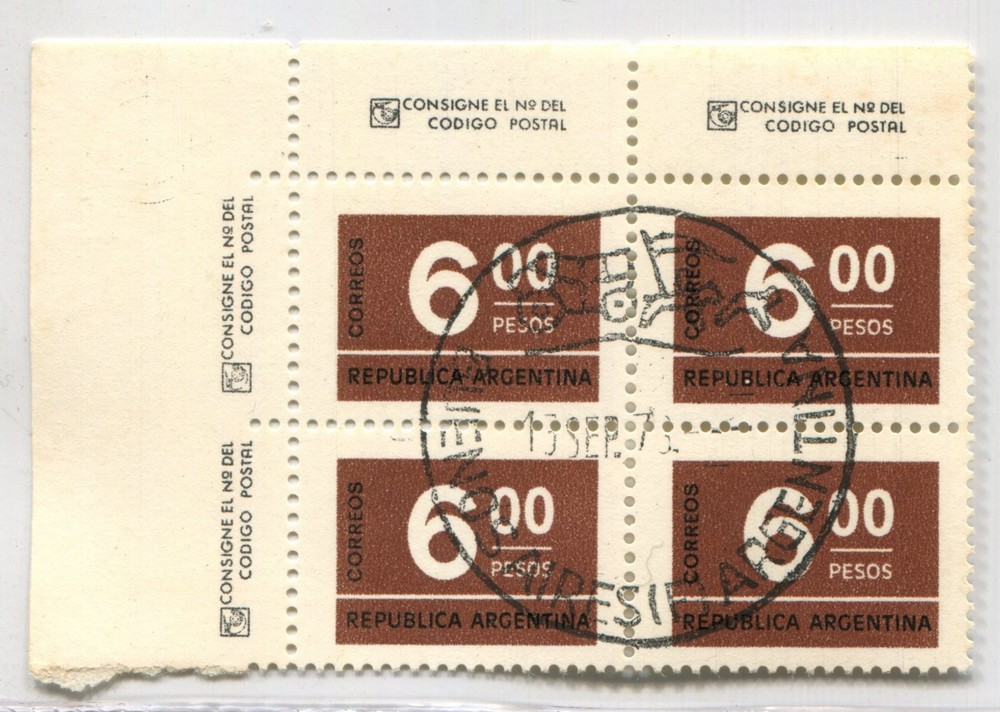 CONSIGNE EL Nº DEL
CODIGO POSTAL
CONSIGNE EL Nº DEL
CODIGO POSTAL
CONSIGNE EL Nº DEL
CODIGO POSTAL
CORREOS
6 00
PESOS
REPUBLICA ARGENTINA
CORREOS
6 00
PESOS
REPUBLICA ARGENTINA
CONSIGNE EL Nº DEL
CODIGO POSTAL
CORREOS
6 00
PESOS
REPUBLICA ARGENTINA
CORREOS
6 00
PESOS
REPUBLICA ARGENTINA
SEP.
BUENOS AIRES (F) ARGENTINA